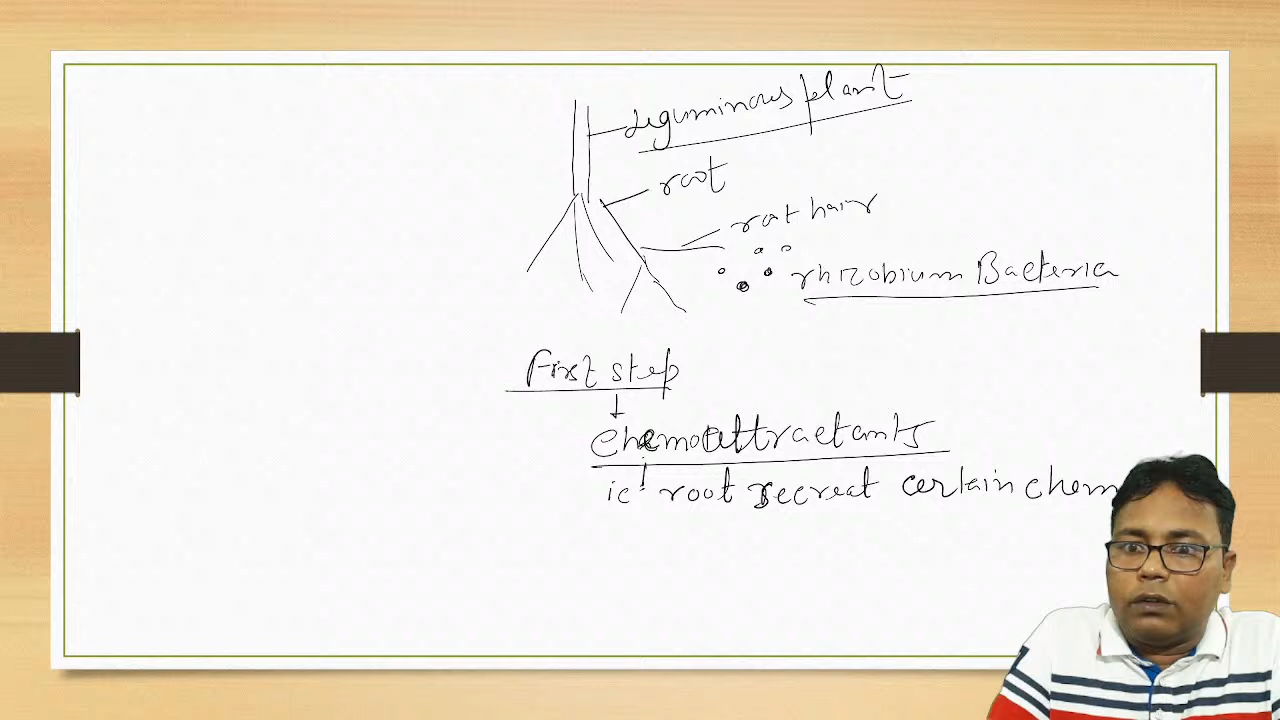 Leguminous plant
root
root hair
rhizobium Bacteria
First step
chemoattractants
ie root secreat certain chem